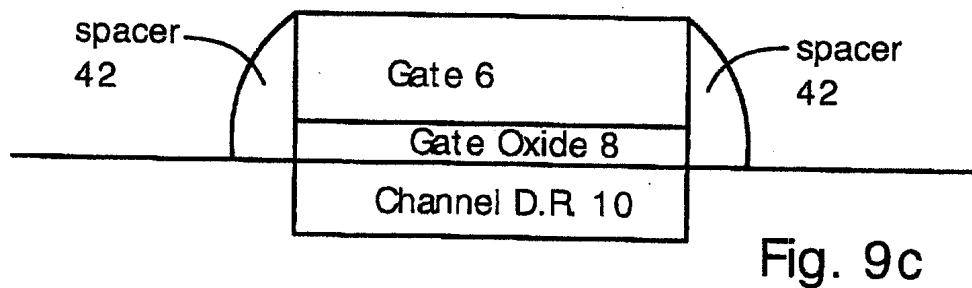 spacer
42
Gate 6
spacer
42
Gate Oxide 8
Channel D.R. 10
Fig. 9c